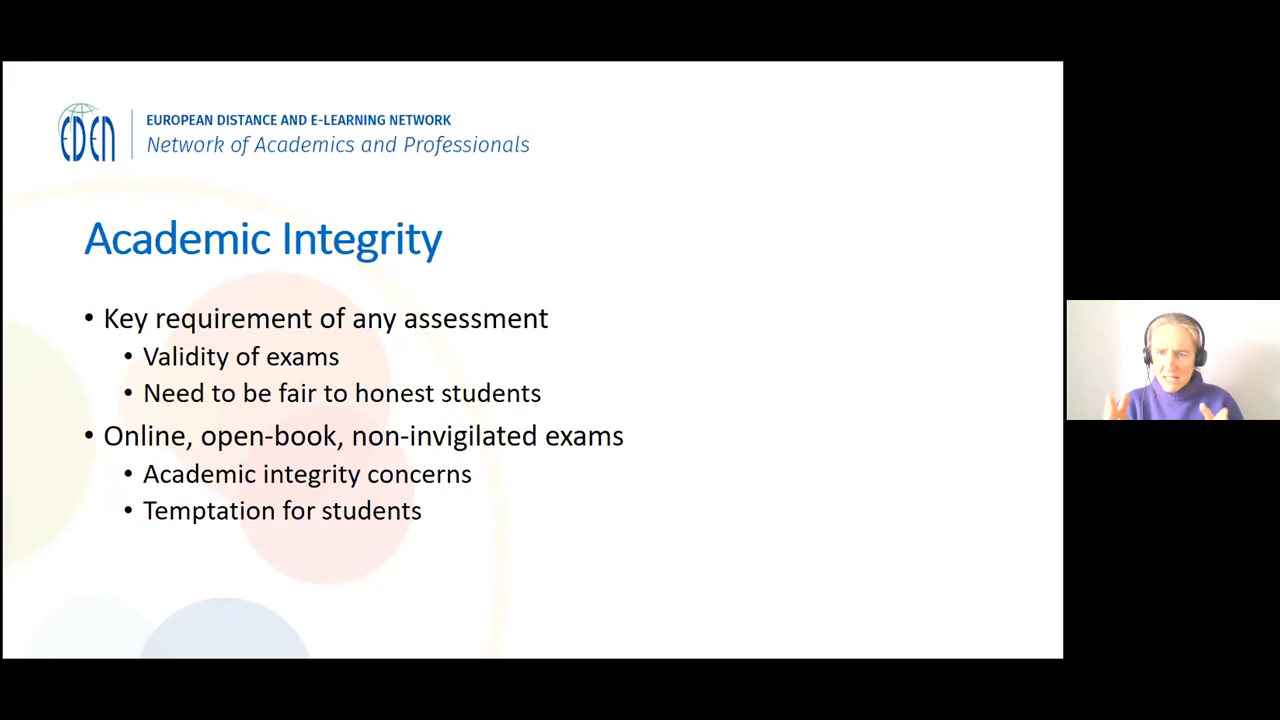 EDEN
EUROPEAN DISTANCE AND E-LEARNING NETWORK
Network of Academics and Professionals
Academic Integrity
• Key requirement of any assessment
• Validity of exams
• Need to be fair to honest students
• Online, open-book, non-invigilated exams
• Academic integrity concerns
• Temptation for students